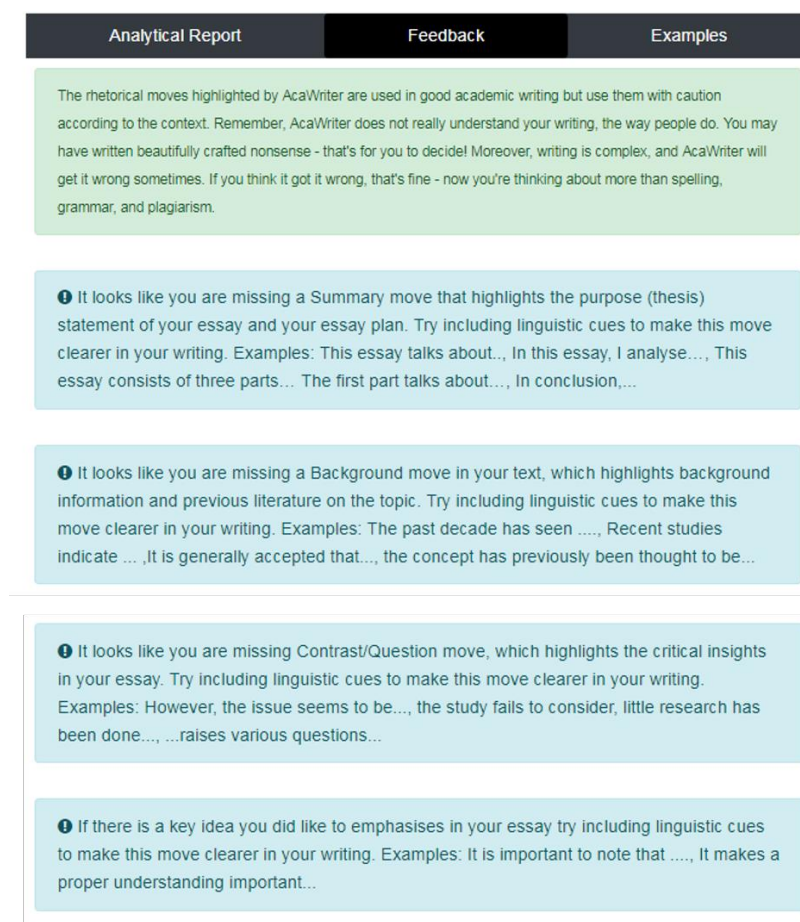 Analytical Report Feedback Examples
The rhetorical moves highlighted by AcaWriter are used in good academic writing but use them with caution
according to the context. Remember, AcaWriter does not really understand your writing, the way people do. You may
have written beautifully crafted nonsense - that's for you to decide! Moreover, writing is complex, and AcaWriter will
get it wrong sometimes. If you think it got it wrong, that's fine - now you're thinking about more than spelling,
grammar, and plagiarism.
It looks like you are missing a Summary move that highlights the purpose (thesis)
statement of your essay and your essay plan. Try including linguistic cues to make this move
clearer in your writing. Examples: This essay talks about.., In this essay, I analyse..., This
essay consists of three parts... The first part talks about..., In conclusion,...
It looks like you are missing a Background move in your text, which highlights background
information and previous literature on the topic. Try including linguistic cues to make this
move clearer in your writing. Examples: The past decade has seen ...., Recent studies
indicate ... ,It is generally accepted that..., the concept has previously been thought to be...
It looks like you are missing Contrast/Question move, which highlights the critical insights
in your essay. Try including linguistic cues to make this move clearer in your writing.
Examples: However, the issue seems to be..., the study fails to consider, little research has
been done..., ...raises various questions...
If there is a key idea you did like to emphasises in your essay try including linguistic cues
to make this move clearer in your writing. Examples: It is important to note that ...., It makes a
proper understanding important...